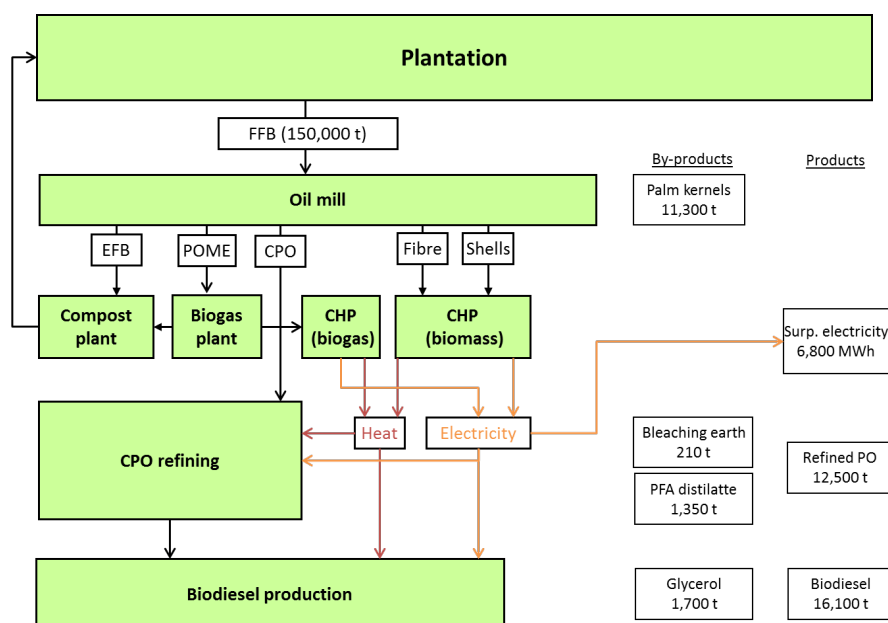 Plantation
FFB (150,000 t)
By-products
Products
Oil mill
Palm kernels
11,300 t
EFB
POME
CPO
Fibre
Shells
Compost
plant
Biogas
plant
CHP
(biogas)
CHP
(biomass)
Surp. electricity
6,800 MWh
Heat
Electricity
CPO refining
Bleaching earth
210 t
PFA distilatte
1,350 t
Refined PO
12,500 t
Biodiesel production
Glycerol
1,700 t
Biodiesel
16,100 t